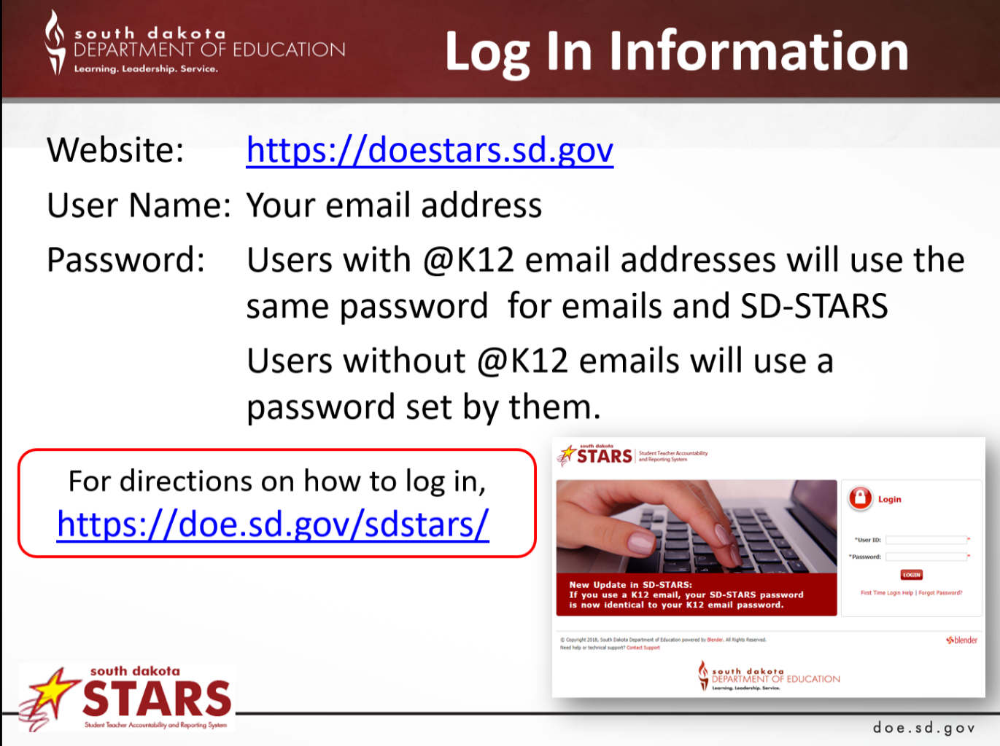 south dakota
DEPARTMENT OF EDUCATION
Learning. Leadership. Service.
Log In Information
Website: https://doestars.sd.gov
User Name: Your email address
Password: Users with @K12 email addresses will use the
same password for emails and SD-STARS
Users without @K12 emails will use a
password set by them.
For directions on how to log in,
https://doe.sd.gov/sdstars/
south dakota
STARS
Student Teacher Accountability
and Reporting System
Login
*User ID: *
*Password: *
LOGIN
First Time Login Help | Forgot Password?
New Update in SD-STARS:
If you use a K12 email, your SD-STARS password
is now identical to your K12 email password.
© Copyright 2018, South Dakota Department of Education powered by Blender. All Rights Reserved.
Need help or technical support? Contact Support
blender
south dakota
DEPARTMENT OF EDUCATION
Learning. Leadership. Service.
south dakota
STARS
Student Teacher Accountability and Reporting System
doe.sd.gov